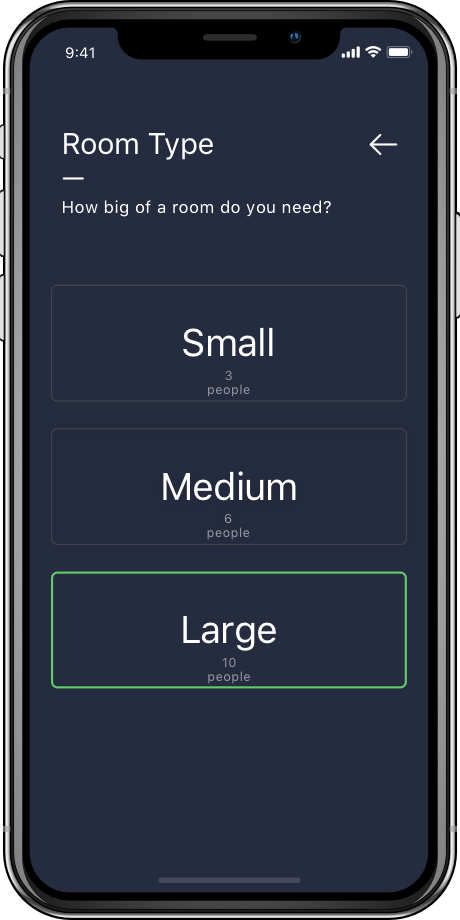 9:41
Room Type
How big of a room do you need?
Small
3
people
Medium
6
people
Large
10
people